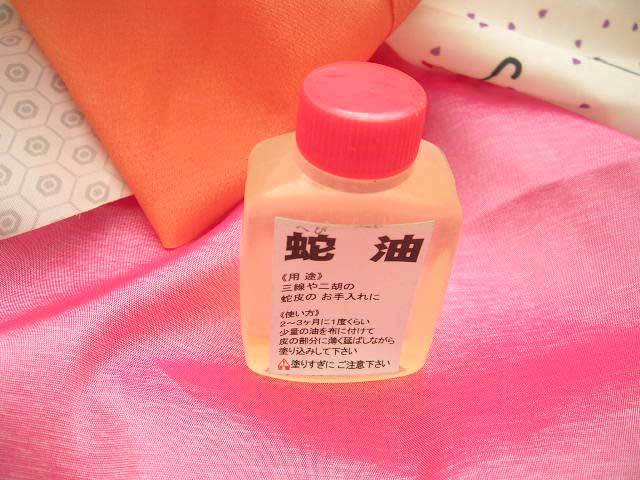 へび
蛇 油
《用 途》
三線や二胡の
蛇皮の お手入れに
《使い方》
2〜3ヶ月に1度くらい
少量の油を布に付けて
皮の部分に薄く延ばしながら
塗り込みして下さい
⚠塗りすぎに ご注意下さい